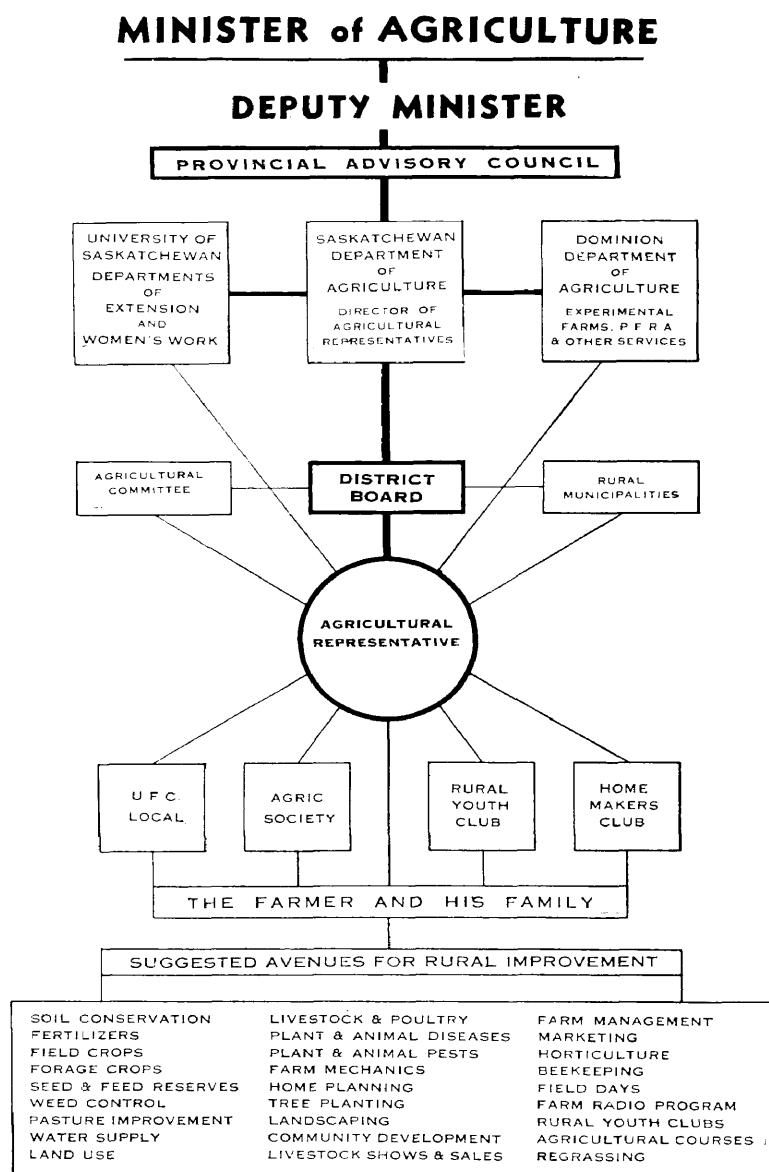 MINISTER of AGRICULTURE
DEPUTY MINISTER
PROVINCIAL ADVISORY COUNCIL
UNIVERSITY OF
SASKATCHEWAN
DEPARTMENTS
OF
EXTENSION
AND
WOMEN'S WORK
SASKATCHEWAN
DEPARTMENT
OF
AGRICULTURE
DIRECTOR OF
AGRICULTURAL
REPRESENTATIVES
DOMINION
DEPARTMENT
OF
AGRICULTURE
EXPERIMENTAL
FARMS, P F R A
& OTHER SERVICES
AGRICULTURAL
COMMITTEE
DISTRICT
BOARD
RURAL
MUNICIPALITIES
AGRICULTURAL
REPRESENTATIVE
U F C.
LOCAL
AGRIC
SOCIETY
RURAL
YOUTH
CLUB
HOME
MAKERS
CLUB
THE FARMER AND HIS FAMILY
SUGGESTED AVENUES FOR RURAL IMPROVEMENT
SOIL CONSERVATION
FERTILIZERS
FIELD CROPS
FORAGE CROPS
SEED & FEED RESERVES
WEED CONTROL
PASTURE IMPROVEMENT
WATER SUPPLY
LAND USE
LIVESTOCK & POULTRY
PLANT & ANIMAL DISEASES
PLANT & ANIMAL PESTS
FARM MECHANICS
HOME PLANNING
TREE PLANTING
LANDSCAPING
COMMUNITY DEVELOPMENT
LIVESTOCK SHOWS & SALES
FARM MANAGEMENT
MARKETING
HORTICULTURE
BEEKEEPING
FIELD DAYS
FARM RADIO PROGRAM
RURAL YOUTH CLUBS
AGRICULTURAL COURSES
REGRASSING